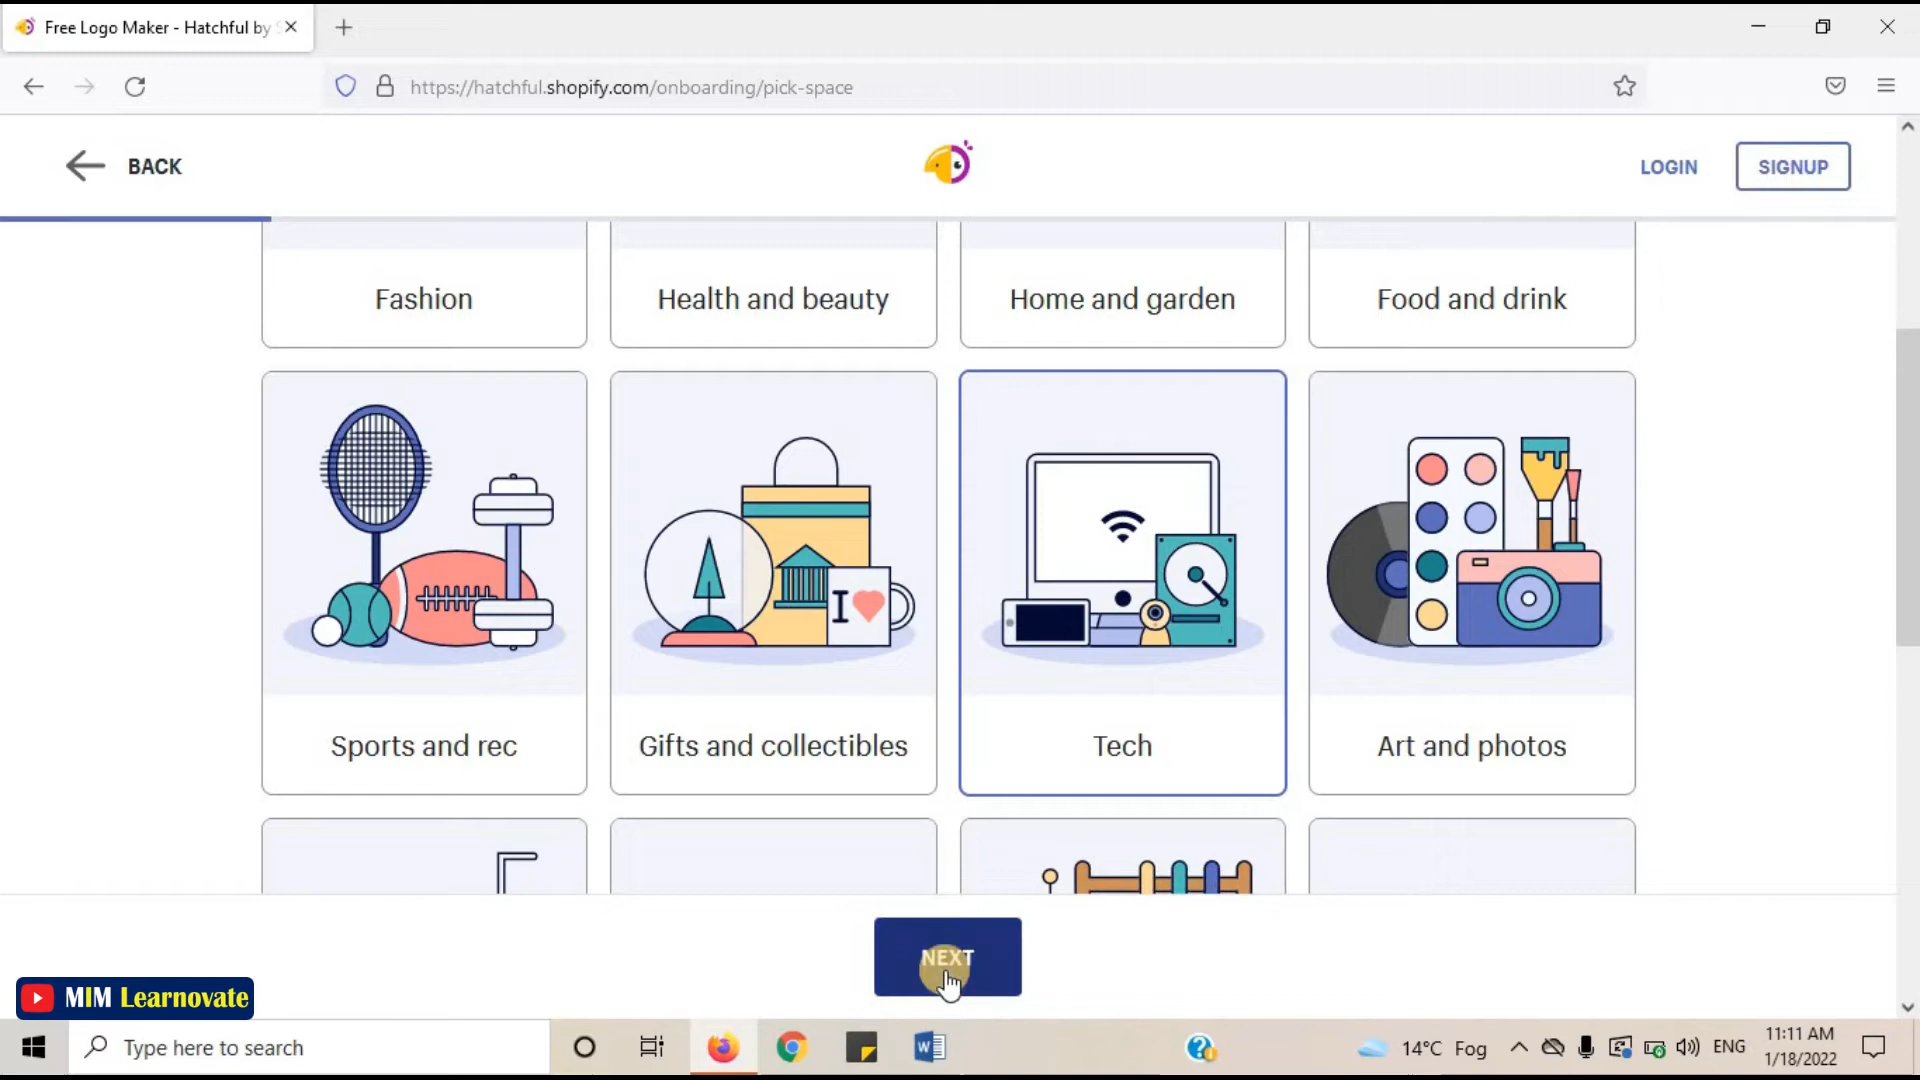 Free Logo Maker - Hatchful by S
https://hatchful.shopify.com/onboarding/pick-space
BACK
LOGIN
SIGNUP
Fashion
Health and beauty
Home and garden
Food and drink
I
Sports and rec
Gifts and collectibles
Tech
Art and photos
NEXT
MIM Learnovate
Type here to search
W
14°C Fog
ENG
11:11 AM
1/18/2022